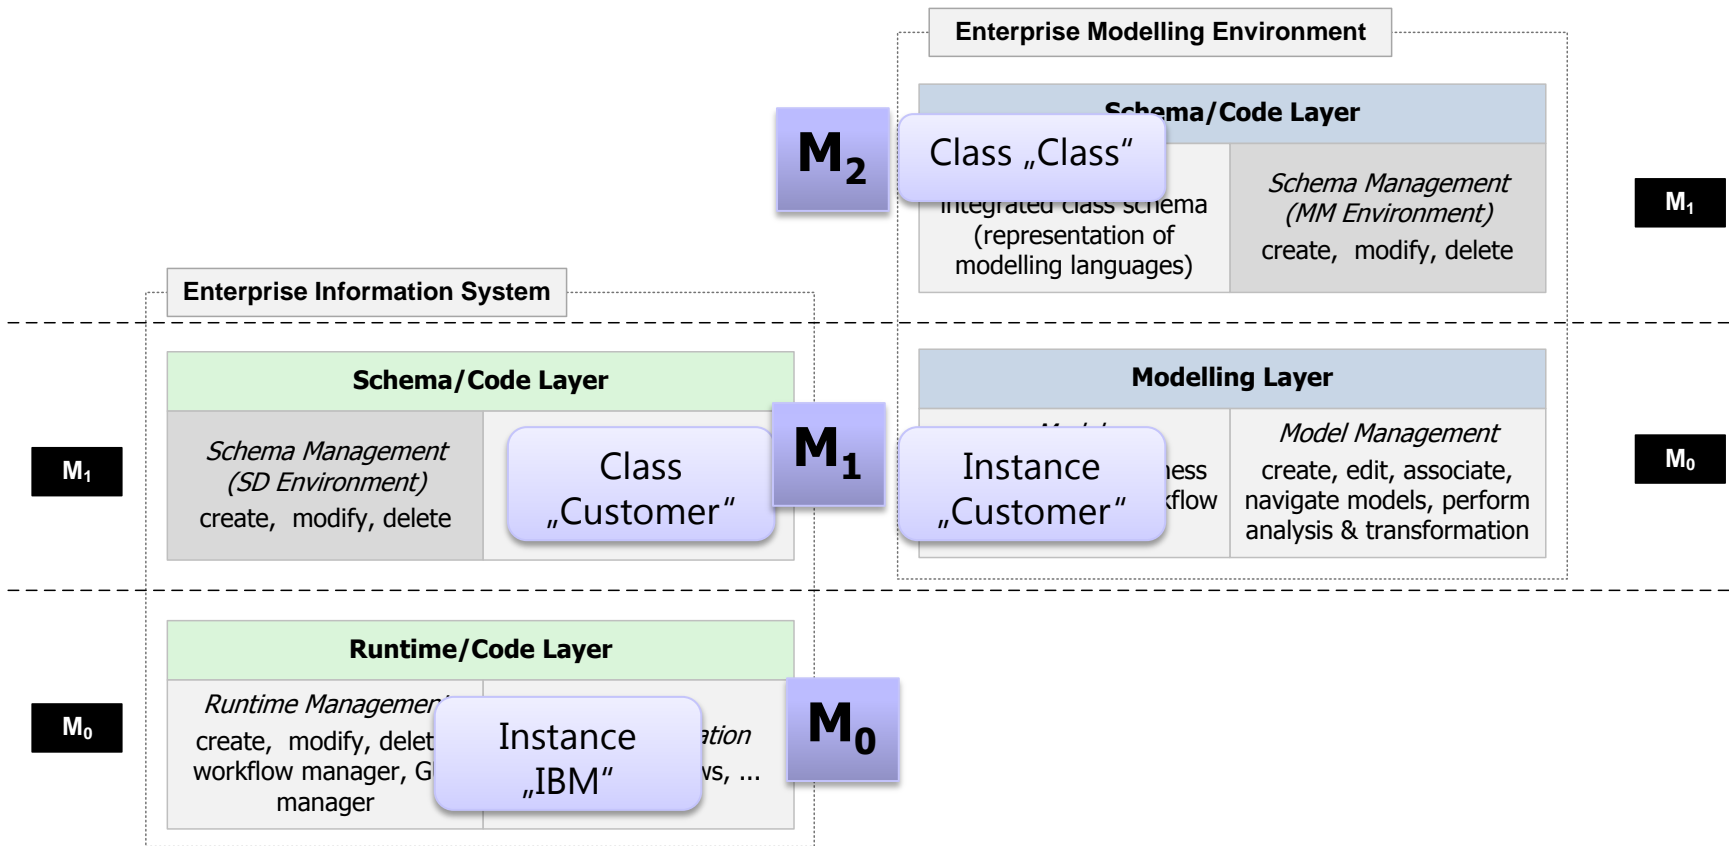 Enterprise Modelling Environment
Schema/Code Layer
M2
Class „Class“
integrated class schema
(representation of
modelling languages)
Schema Management
(MM Environment)
create, modify, delete
M1
Enterprise Information System
Schema/Code Layer
M1
Schema Management
(SD Environment)
create, modify, delete
Class
„Customer“
M1
Modelling Layer
Instance
„Customer“
Model Management
create, edit, associate,
navigate models, perform
analysis & transformation
M0
Runtime/Code Layer
M0
Runtime Management
create, modify,
workflow manager,
manager
Instance
„IBM“
...
M0